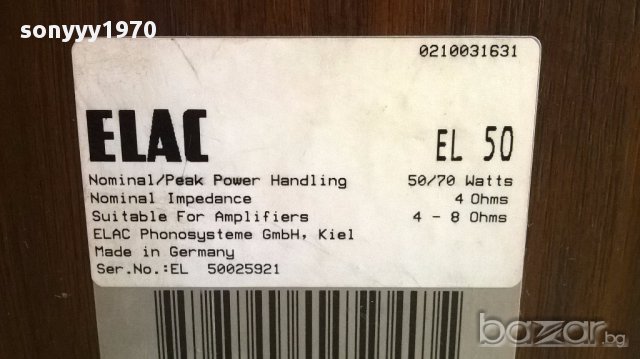 sonyyy1970
0210031631
ELAC EL 50
Nominal/Peak Power Handling 50/70 Watts
Nominal Impedance 4 Ohms
Suitable For Amplifiers 4 - 8 Ohms
ELAC Phonosysteme GmbH, Kiel
Made in Germany
Ser.No.:EL 50025921
bazar.bg